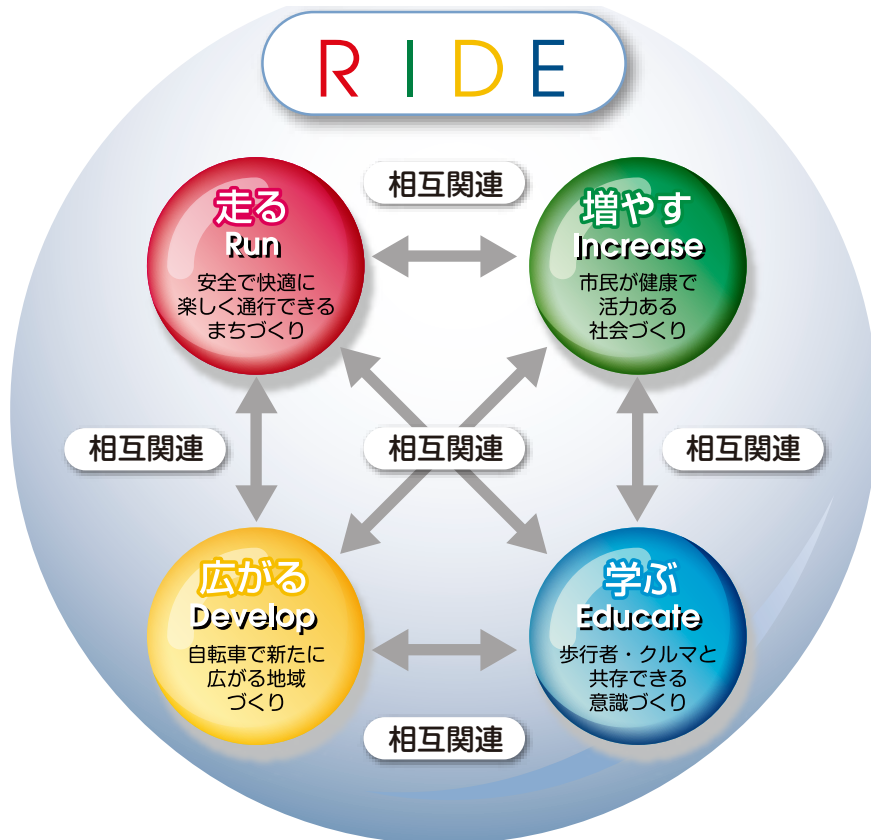 RIDE
相互関連
走る
Run
安全で快適に
楽しく通行できる
まちづくり
増やす
Increase
市民が健康で
活力ある
社会づくり
相互関連
相互関連
相互関連
広がる
Develop
自転車で新たに
広がる地域
づくり
学ぶ
Educate
歩行者・クルマと
共存できる
意識づくり
相互関連